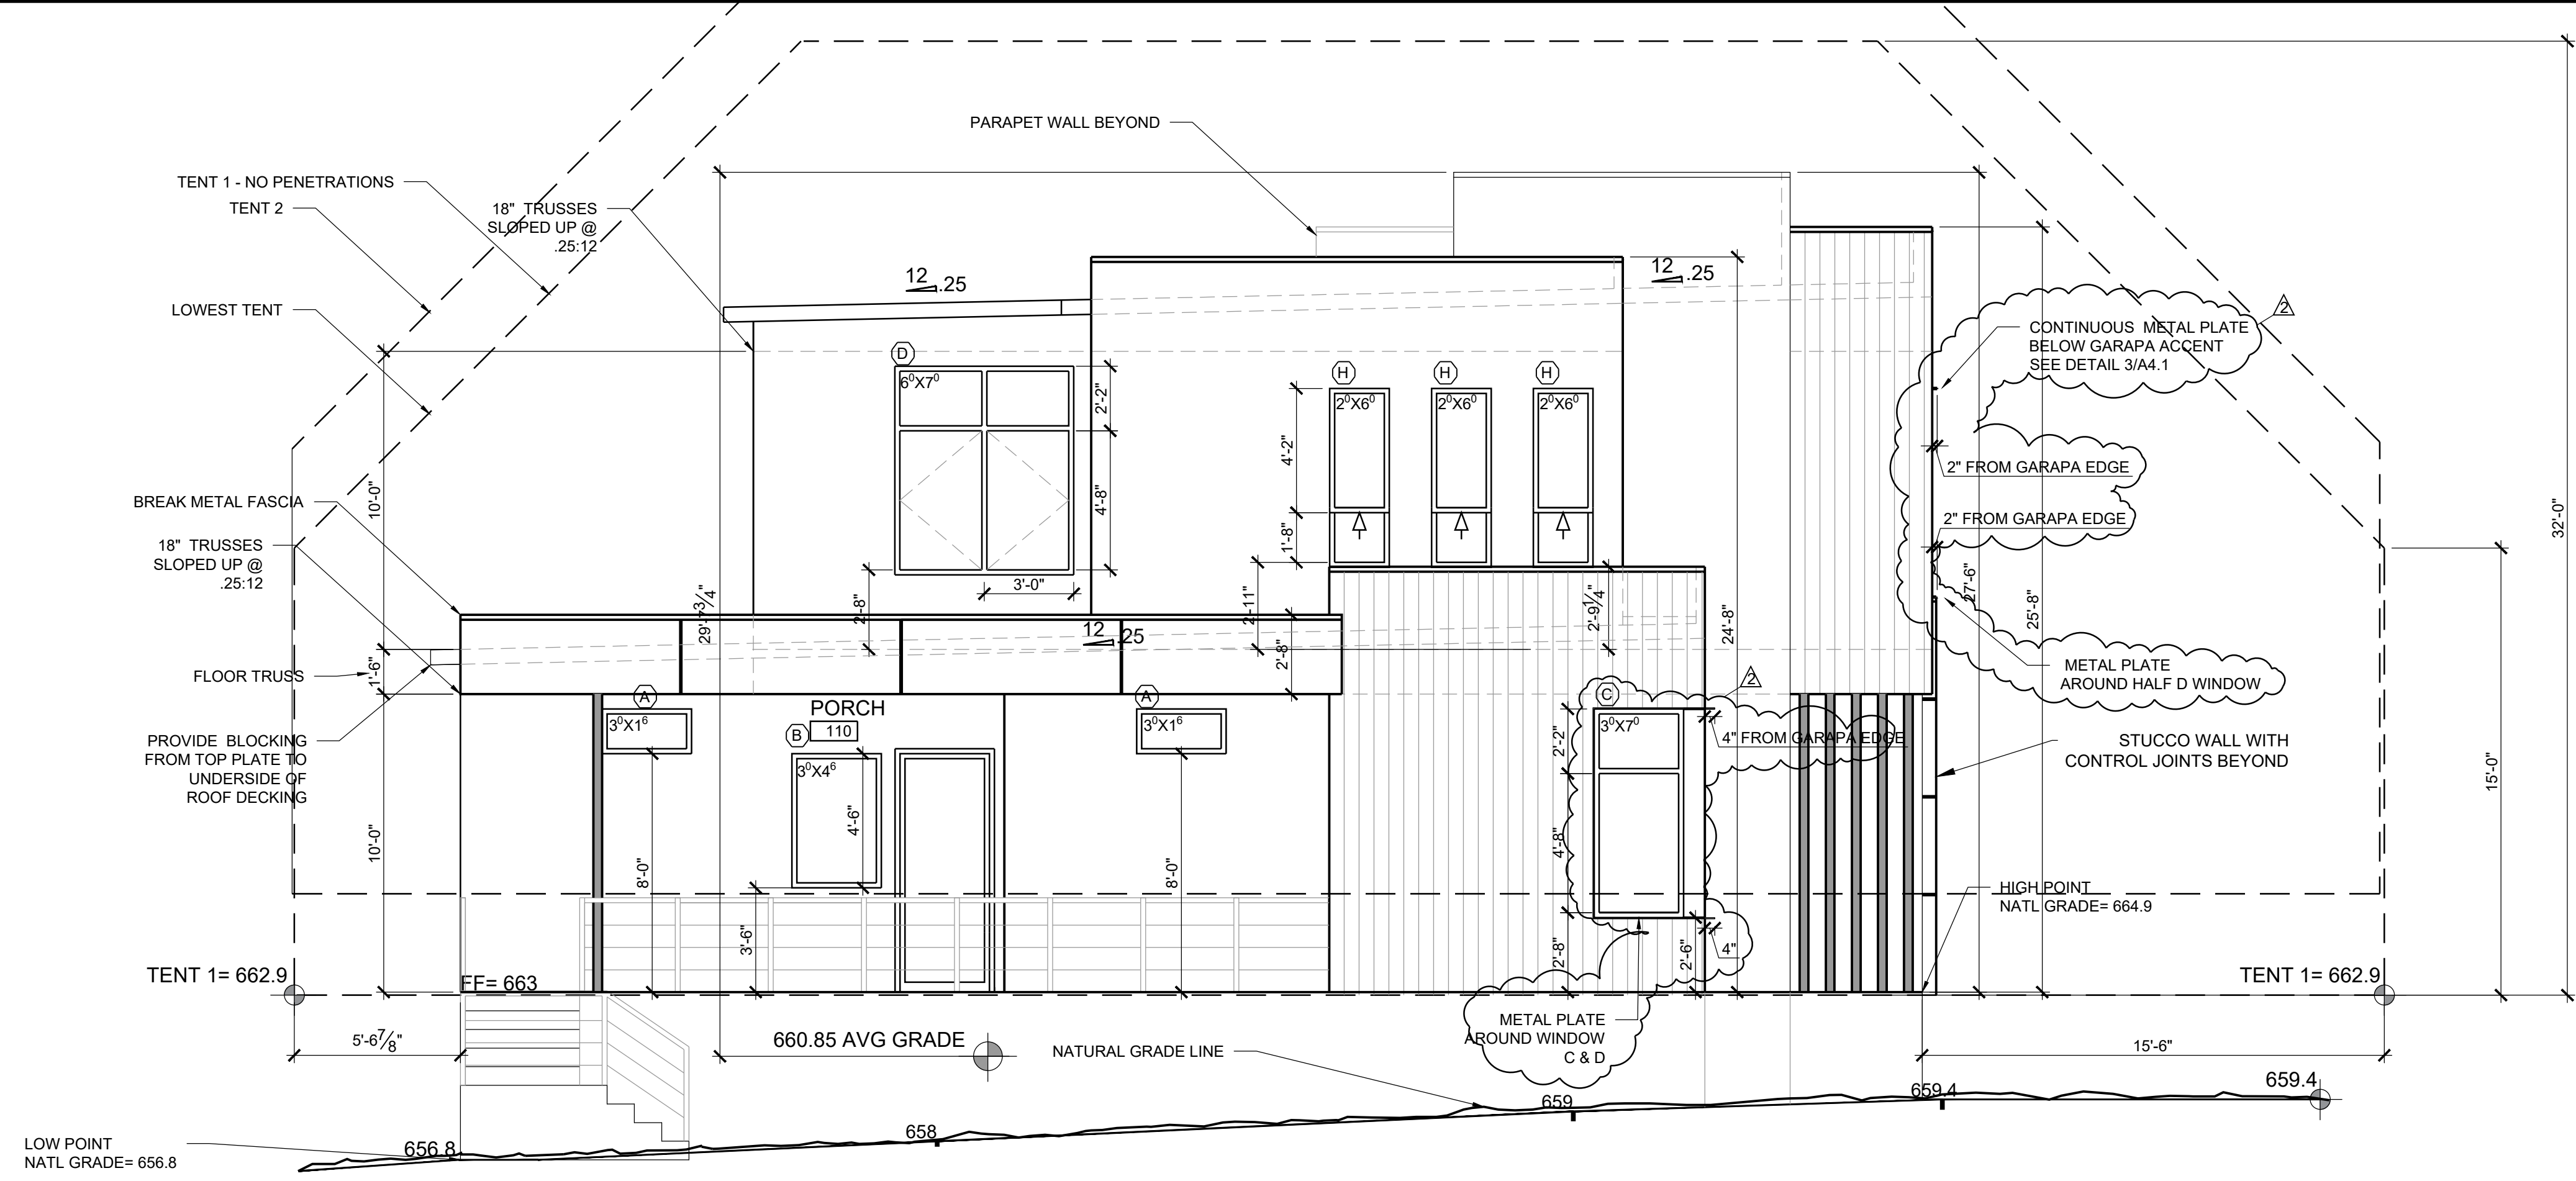 PARAPET WALL BEYOND
TENT 1 - NO PENETRATIONS
TENT 2
18" TRUSSES
SLOPED UP @
.25:12
LOWEST TENT
BREAK METAL FASCIA
18" TRUSSES
SLOPED UP @
.25:12
FLOOR TRUSS
PROVIDE BLOCKING
FROM TOP PLATE TO
UNDERSIDE OF
ROOF DECKING
10'-0"
1'-6"
10'-0"
12
.25
12
.25
12
.25
D
6⁰X7⁰
2'-2"
4'-8"
3'-0"
2'-8"
29'-7¾"
H
2⁰X6⁰
H
2⁰X6⁰
H
2⁰X6⁰
4'-2"
1'-8"
2'-11"
2'-8"
2'-9¼"
24'-8"
27'-6"
25'-8"
32'-0"
15'-0"
2
CONTINUOUS METAL PLATE
BELOW GARAPA ACCENT
SEE DETAIL 3/A4.1
2" FROM GARAPA EDGE
2" FROM GARAPA EDGE
METAL PLATE
AROUND HALF D WINDOW
STUCCO WALL WITH
CONTROL JOINTS BEYOND
HIGH POINT
NATL GRADE= 664.9
A
3⁰X1⁶
8'-0"
PORCH
110
B
3⁰X4⁶
4'-6"
3'-6"
A
3⁰X1⁶
8'-0"
C
3⁰X7⁰
2
4" FROM GARAPA EDGE
2'-2"
4'-8"
2'-8"
2'-6"
4"
METAL PLATE
AROUND WINDOW
C & D
TENT 1= 662.9
FF= 663
TENT 1= 662.9
5'-6⅞"
660.85 AVG GRADE
NATURAL GRADE LINE
15'-6"
LOW POINT
NATL GRADE= 656.8
656.8
658
659
659.4
659.4